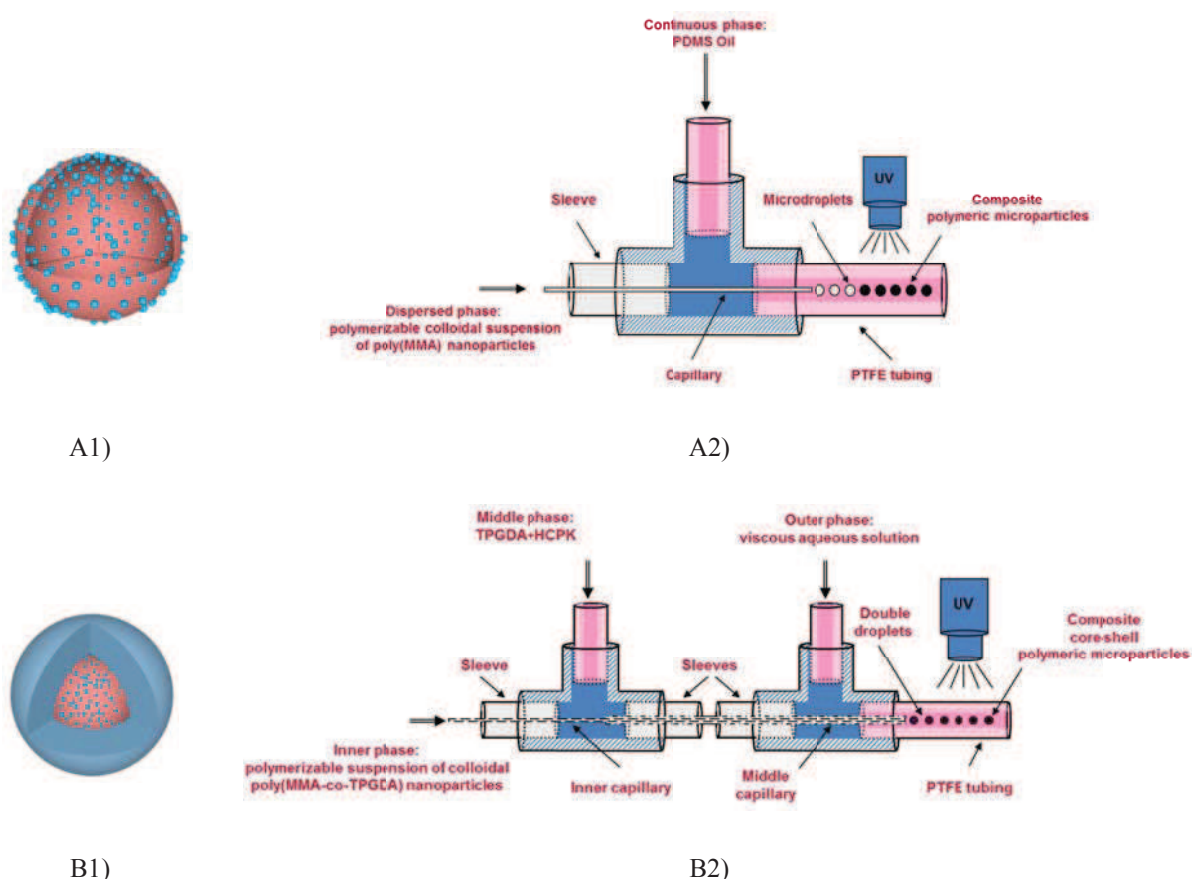 Continuous phase:
PDMS Oil
Sleeve
Microdroplets
UV
Composite
polymeric microparticles
Dispersed phase:
polymerizable colloidal suspension
of poly(MMA) nanoparticles
Capillary
PTFE tubing
A1)
A2)
Middle phase:
TPGDA+HCPK
Outer phase:
viscous aqueous solution
UV
Double
droplets
Composite
core-shell
polymeric microparticles
Sleeve
Sleeves
Inner phase:
polymerizable suspension of colloidal
poly(MMA-co-TPGDA) nanoparticles
Inner capillary
Middle
capillary
PTFE tubing
B1)
B2)